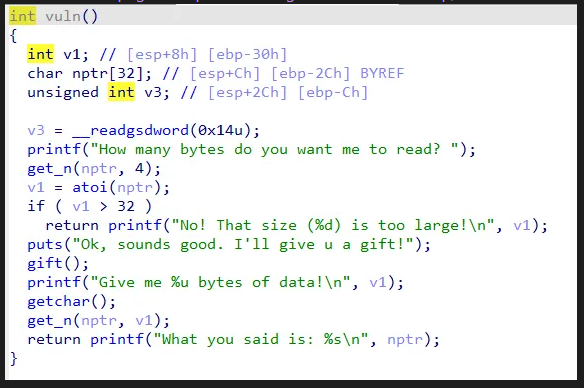 int vuln()
{
int v1; // [esp+8h] [ebp-30h]
char nptr[32]; // [esp+Ch] [ebp-2Ch] BYREF
unsigned int v3; // [esp+2Ch] [ebp-Ch]
v3 = __readgsdword(0x14u);
printf("How many bytes do you want me to read? ");
get_n(nptr, 4);
v1 = atoi(nptr);
if ( v1 > 32 )
return printf("No! That size (%d) is too large!\n", v1);
puts("Ok, sounds good. I'll give u a gift!");
gift();
printf("Give me %u bytes of data!\n", v1);
getchar();
get_n(nptr, v1);
return printf("What you said is: %s\n", nptr);
}